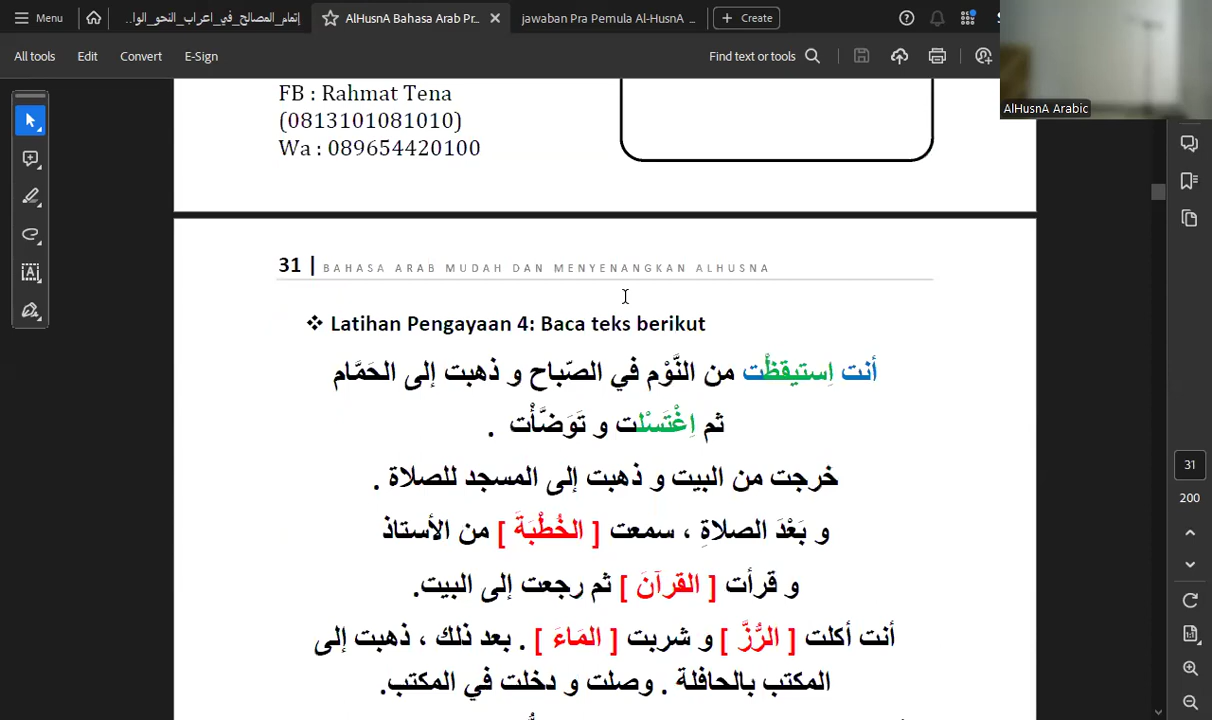 Menu
إتمام_المصالح_في_اعراب_النحو_الوا...
AlHusnA Bahasa Arab Pr...
jawaban Pra Pemula Al-HusnA ...
Create
All tools
Edit
Convert
E-Sign
Find text or tools
AlHusnA Arabic
FB : Rahmat Tena
(0813101081010)
Wa : 089654420100
31 | BAHASA ARAB MUDAH DAN MENYENANGKAN ALHUSNA
❖ Latihan Pengayaan 4: Baca teks berikut
أنت اِستيقظْت من النَّوْم في الصّباح و ذهبت إلى الحَمَّام
ثم اِغْتَسْلت و تَوَضَّأْت .
خرجت من البيت و ذهبت إلى المسجد للصلاة .
و بَعْدَ الصلاةِ ، سمعت [ الخُطْبَةَ ] من الأستاذ
و قرأت [ القرآنَ ] ثم رجعت إلى البيت.
أنت أكلت [ الرُّزَّ ] و شربت [ المَاءَ ] . بعد ذلك ، ذهبت إلى
المكتب بالحافلة . وصلت و دخلت في المكتب.
31
200